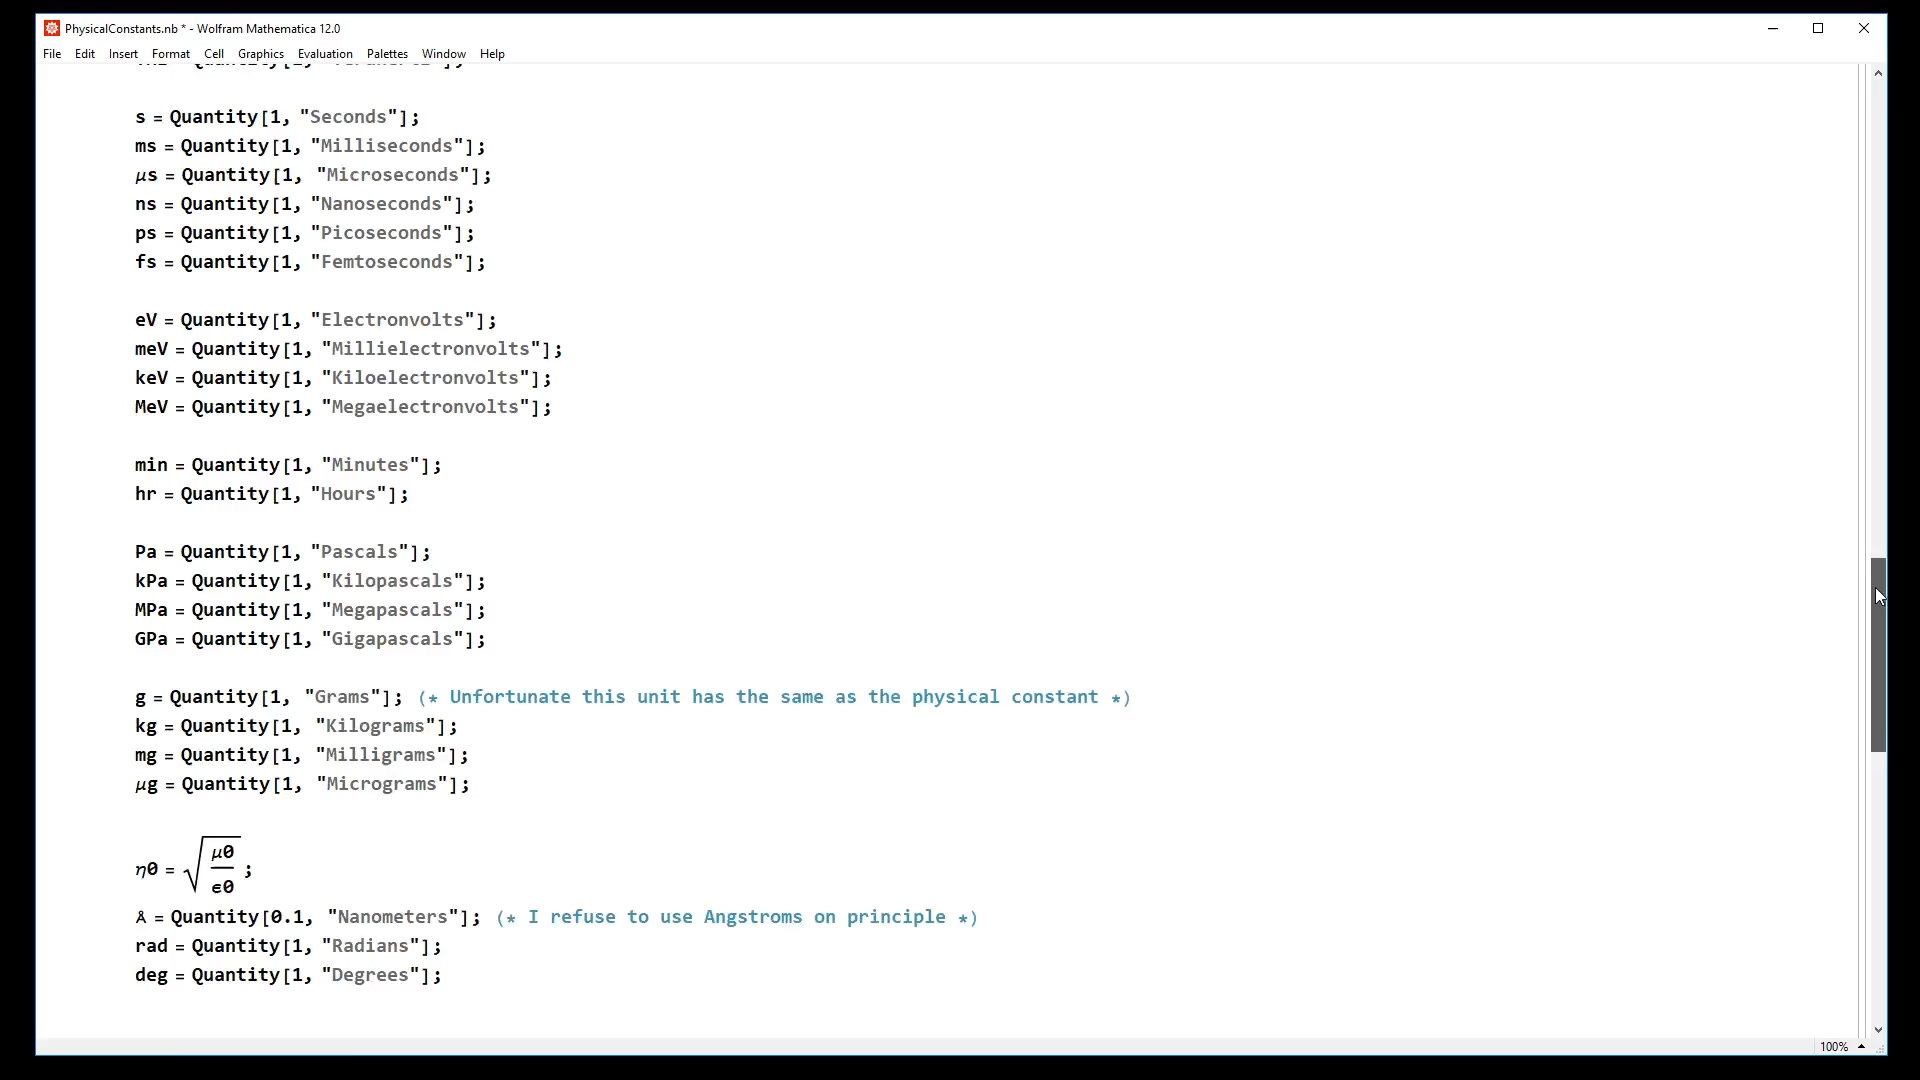 PhysicalConstants.nb * - Wolfram Mathematica 12.0
File Edit Insert Format Cell Graphics Evaluation Palettes Window Help
s = Quantity[1, "Seconds"];
ms = Quantity[1, "Milliseconds"];
μs = Quantity[1, "Microseconds"];
ns = Quantity[1, "Nanoseconds"];
ps = Quantity[1, "Picoseconds"];
fs = Quantity[1, "Femtoseconds"];
eV = Quantity[1, "Electronvolts"];
meV = Quantity[1, "Millielectronvolts"];
keV = Quantity[1, "Kiloelectronvolts"];
MeV = Quantity[1, "Megaelectronvolts"];
min = Quantity[1, "Minutes"];
hr = Quantity[1, "Hours"];
Pa = Quantity[1, "Pascals"];
kPa = Quantity[1, "Kilopascals"];
MPa = Quantity[1, "Megapascals"];
GPa = Quantity[1, "Gigapascals"];
g = Quantity[1, "Grams"]; (* Unfortunate this unit has the same as the physical constant *)
kg = Quantity[1, "Kilograms"];
mg = Quantity[1, "Milligrams"];
μg = Quantity[1, "Micrograms"];
η0 = √(μ0/ϵ0);
Å = Quantity[0.1, "Nanometers"]; (* I refuse to use Angstroms on principle *)
rad = Quantity[1, "Radians"];
deg = Quantity[1, "Degrees"];
100%